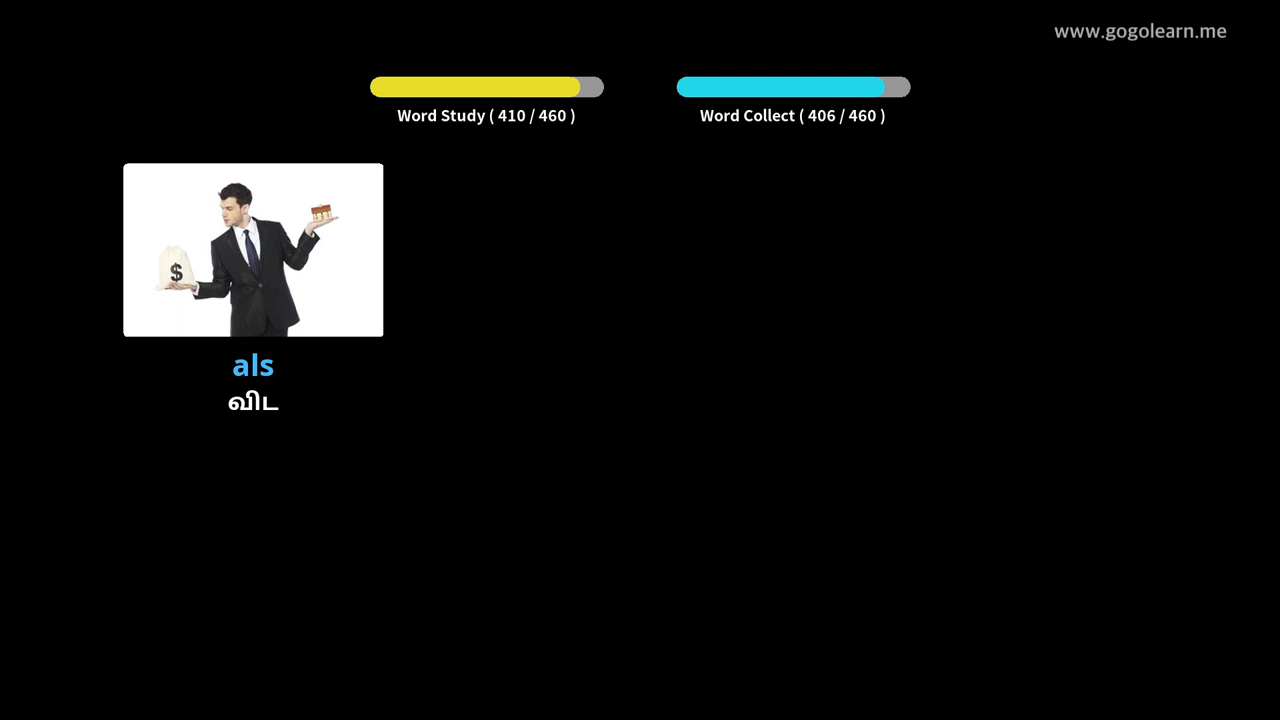 www.gogolearn.me
Word Study ( 410 / 460 )
Word Collect ( 406 / 460 )
$
als
விட